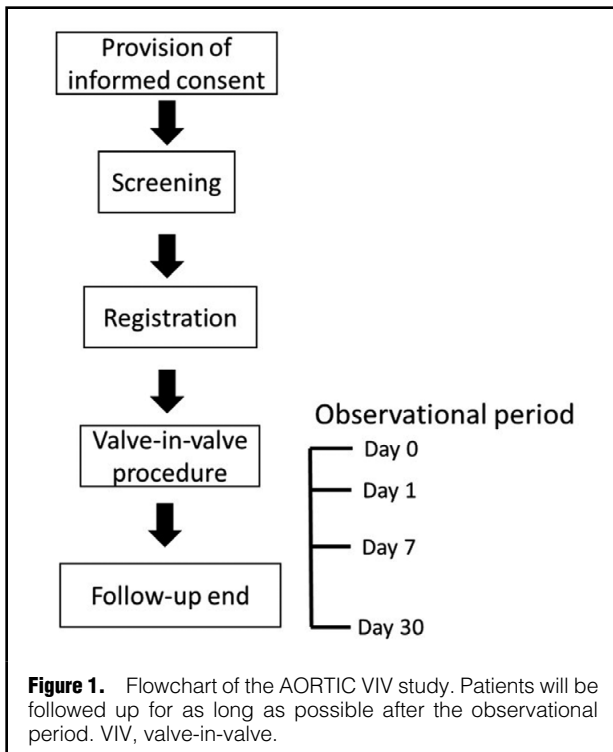 Provision of
informed consent
Screening
Registration
Valve-in-valve
procedure
Follow-up end
Observational period
Day 0
Day 1
Day 7
Day 30
Figure 1. Flowchart of the AORTIC VIV study. Patients will be
followed up for as long as possible after the observational
period. VIV, valve-in-valve.